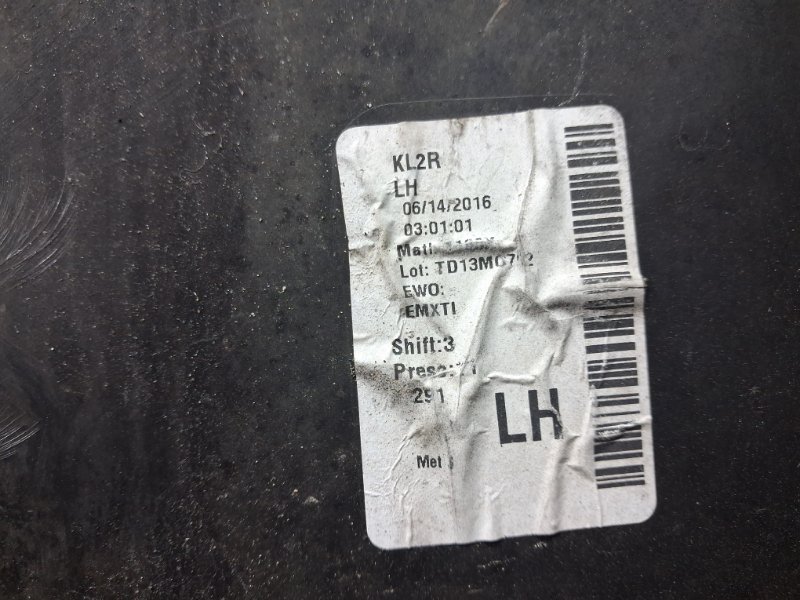 KL2R
LH
06/14/2016
03:01:01
Matl:
Lot:
EWO:
EMXTI
Shift:3
Press:
291
LH
Met